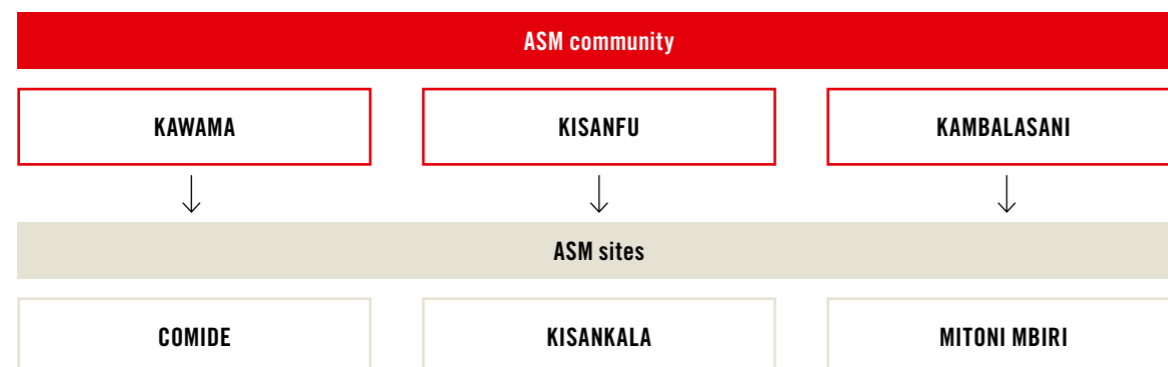 ASM community
KAWAMA
KISANFU
KAMBALASANI
ASM sites
COMIDE
KISANKALA
MITONI MBIRI